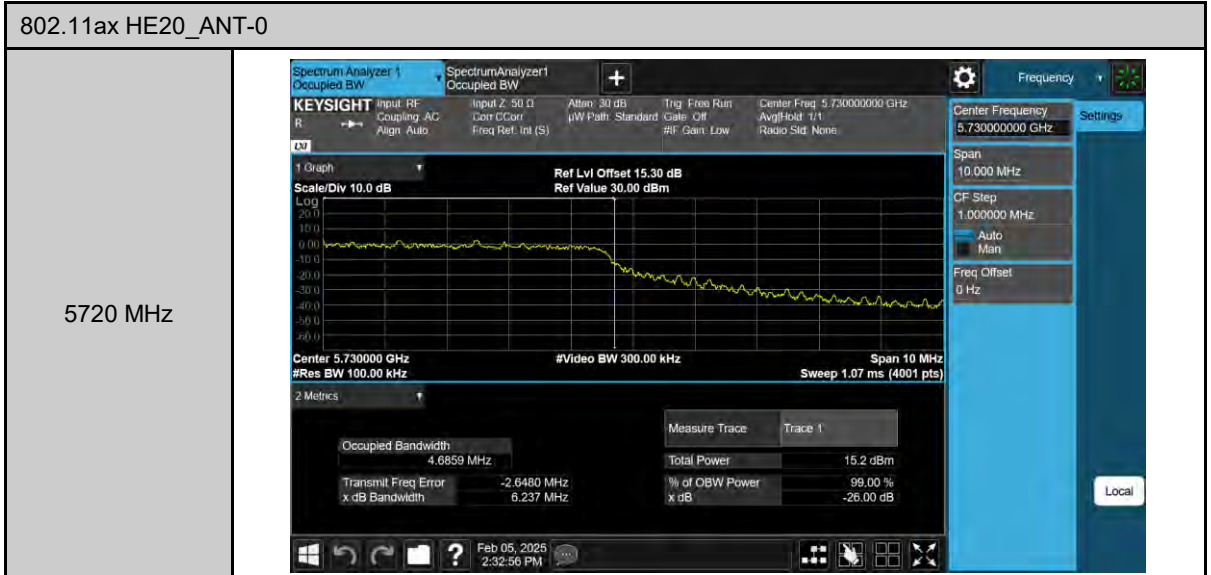 802.11ax HE20_ANT-0
5720 MHz
Spectrum Analyzer 1
Occupied BW
SpectrumAnalyzer1
Occupied BW
+
Frequency
KEYSIGHT
R
LXI
Input: RF
Coupling: AC
Align: Auto
Input Z: 50 Ω
Corr CCorr
Freq Ref: Int (S)
Atten: 30 dB
µW Path: Standard
Trig: Free Run
Gate: Off
#IF Gain: Low
Center Freq: 5.730000000 GHz
Avg|Hold: 1/1
Radio Std: None
Center Frequency
5.730000000 GHz
Settings
Span
10.000 MHz
CF Step
1.000000 MHz
Auto
Man
Freq Offset
0 Hz
Local
1 Graph
Scale/Div 10.0 dB
Ref Lvl Offset 15.30 dB
Ref Value 30.00 dBm
Log
20.0
10.0
0.00
-10.0
-20.0
-30.0
-40.0
-50.0
-60.0
Center 5.730000 GHz
#Video BW 300.00 kHz
Span 10 MHz
#Res BW 100.00 kHz
Sweep 1.07 ms (4001 pts)
2 Metrics
Measure Trace Trace 1
Occupied Bandwidth
4.6859 MHz
Total Power 15.2 dBm
Transmit Freq Error -2.6480 MHz
% of OBW Power 99.00 %
x dB Bandwidth 6.237 MHz
x dB -26.00 dB
?
Feb 05, 2025
2:32:56 PM